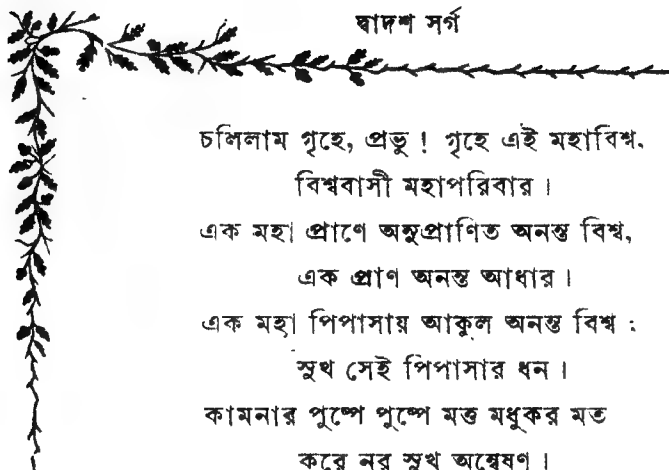 দ্বাদশ সর্গ
চলিলাম গৃহে, প্রভু ! গৃহে এই মহাবিশ্ব.
বিশ্ববাসী মহাপরিবার ।
এক মহা প্রাণে অনুপ্রাণিত অনন্ত বিশ্ব,
এক প্রাণ অনন্ত আধার ।
এক মহা পিপাসায় আকুল অনন্ত বিশ্ব :
সুখ সেই পিপাসার ধন ।
কামনার পুষ্পে পুষ্পে মত্ত মধুকর মত
করে নর সুখ অন্বেষণ ।